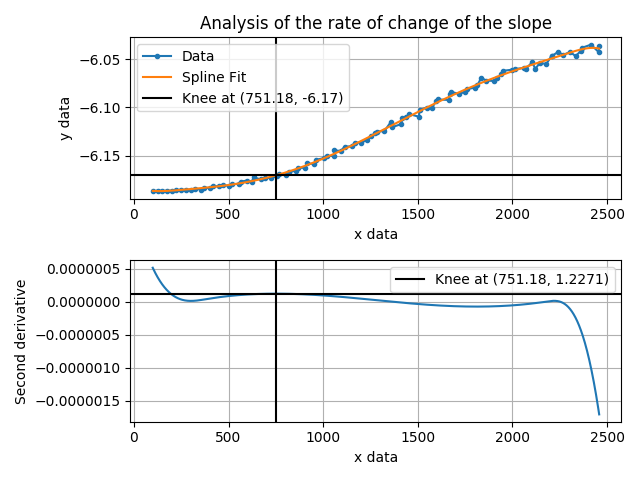 Analysis of the rate of change of the slope
Data
Spline Fit
Knee at (751.18, -6.17)
y data
−6.05
−6.10
−6.15
0 500 1000 1500 2000 2500
x data
Knee at (751.18, 1.2271)
Second derivative
0.0000005
0.0000000
−0.0000005
−0.0000010
−0.0000015
0 500 1000 1500 2000 2500
x data